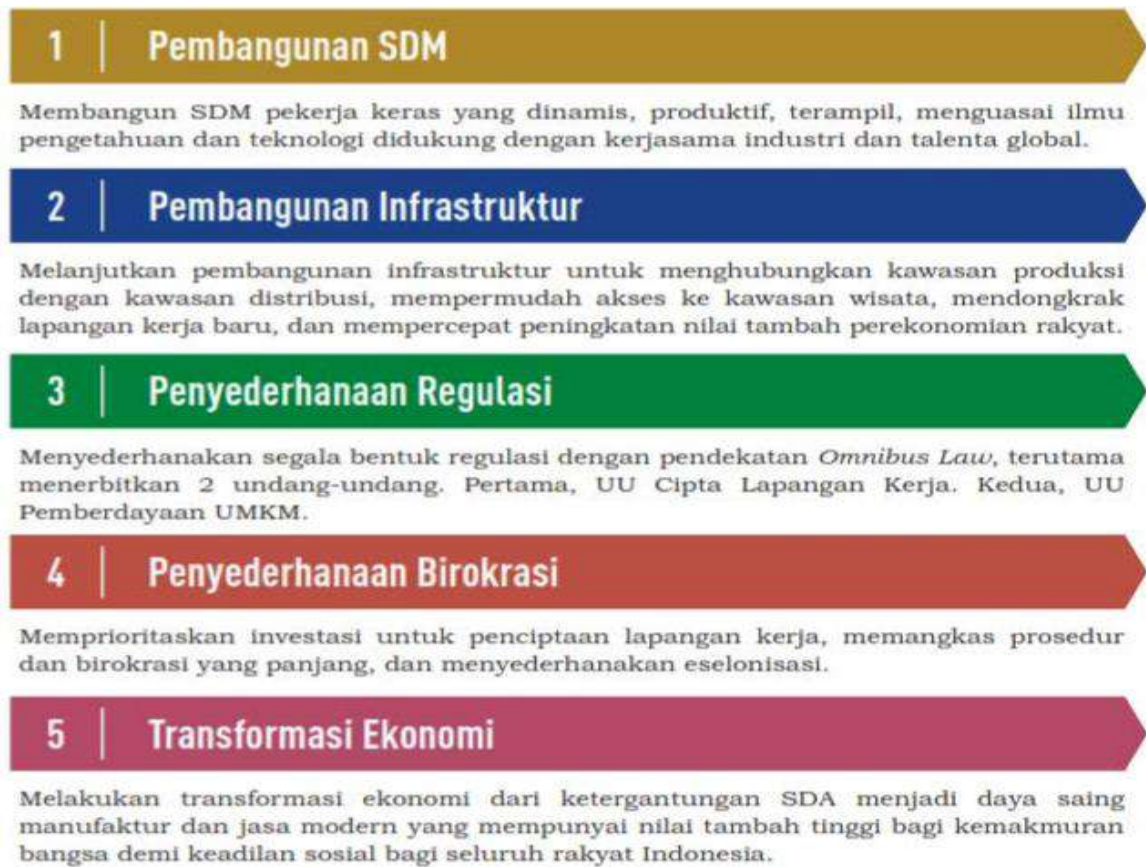 1 | Pembangunan SDM
Membangun SDM pekerja keras yang dinamis, produktif, terampil, menguasai ilmu
pengetahuan dan teknologi didukung dengan kerjasama industri dan talenta global.
2 | Pembangunan Infrastruktur
Melanjutkan pembangunan infrastruktur untuk menghubungkan kawasan produksi
dengan kawasan distribusi, mempermudah akses ke kawasan wisata, mendongkrak
lapangan kerja baru, dan mempercepat peningkatan nilai tambah perekonomian rakyat.
3 | Penyederhanaan Regulasi
Menyederhanakan segala bentuk regulasi dengan pendekatan Omnibus Law, terutama
menerbitkan 2 undang-undang. Pertama, UU Cipta Lapangan Kerja. Kedua, UU
Pemberdayaan UMKM.
4 | Penyederhanaan Birokrasi
Memprioritaskan investasi untuk penciptaan lapangan kerja, memangkas prosedur
dan birokrasi yang panjang, dan menyederhanakan eselonisasi.
5 | Transformasi Ekonomi
Melakukan transformasi ekonomi dari ketergantungan SDA menjadi daya saing
manufaktur dan jasa modern yang mempunyai nilai tambah tinggi bagi kemakmuran
bangsa demi keadilan sosial bagi seluruh rakyat Indonesia.